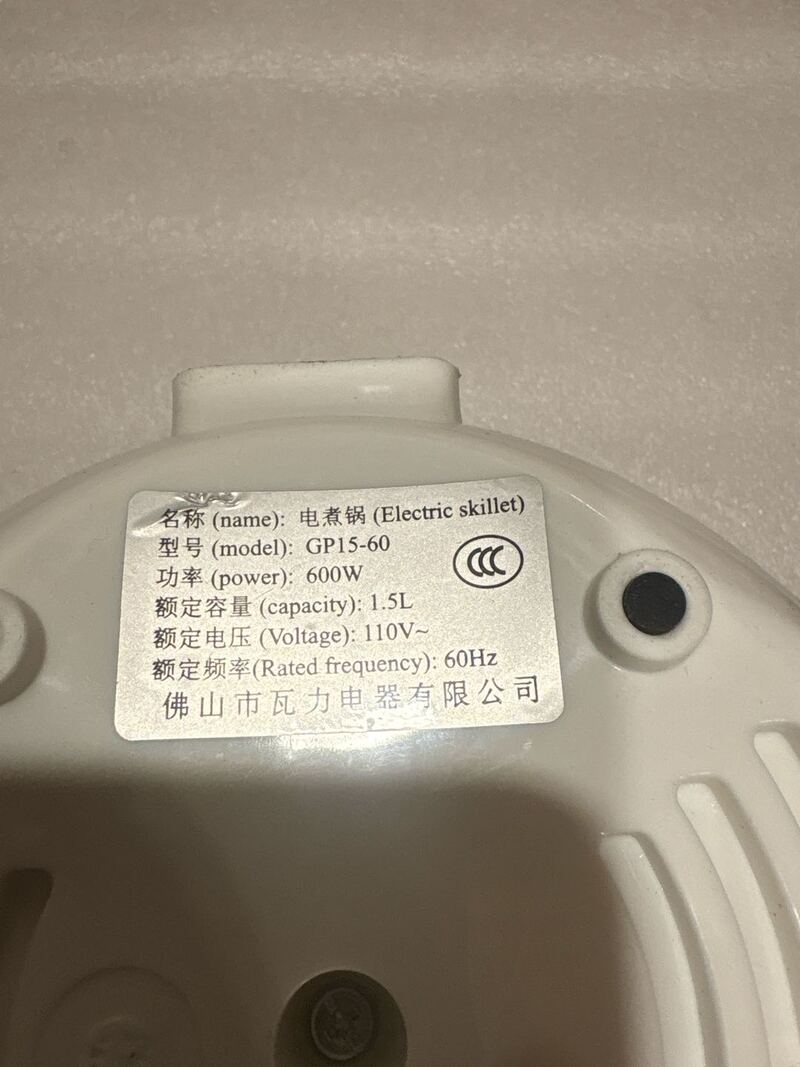 名称 (name): 电煮锅 (Electric skillet)
型号 (model): GP15-60
功率 (power): 600W
额定容量 (capacity): 1.5L
额定电压 (Voltage): 110V~
额定频率(Rated frequency): 60Hz
佛山市瓦力电器有限公司
CCC